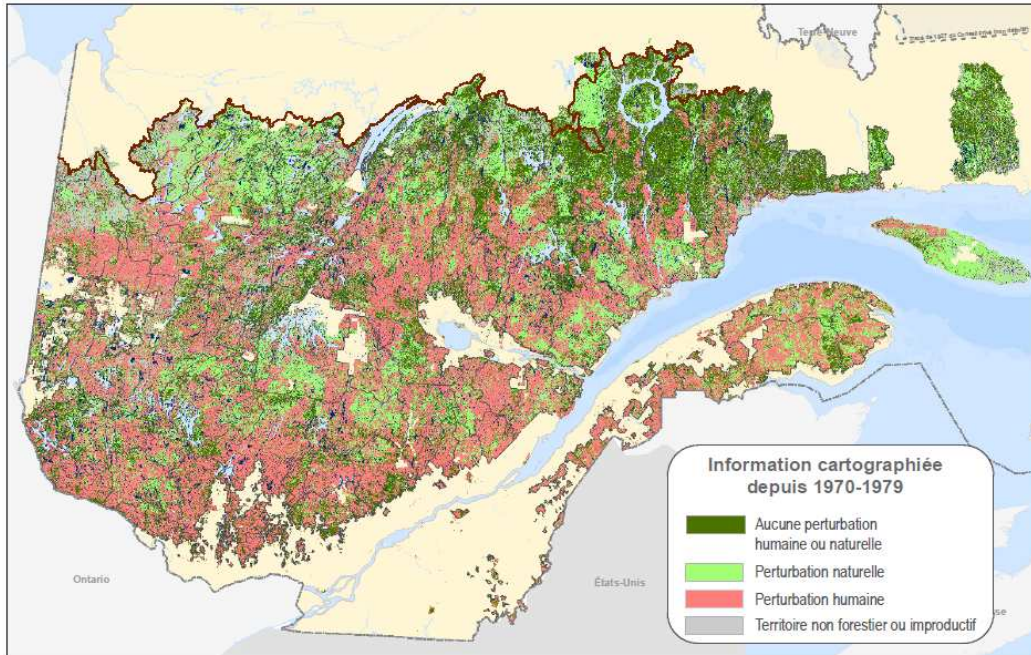 Terre-Neuve
Ontario
États-Unis
Information cartographiée
depuis 1970-1979
Aucune perturbation
humaine ou naturelle
Perturbation naturelle
Perturbation humaine
Territoire non forestier ou improductif